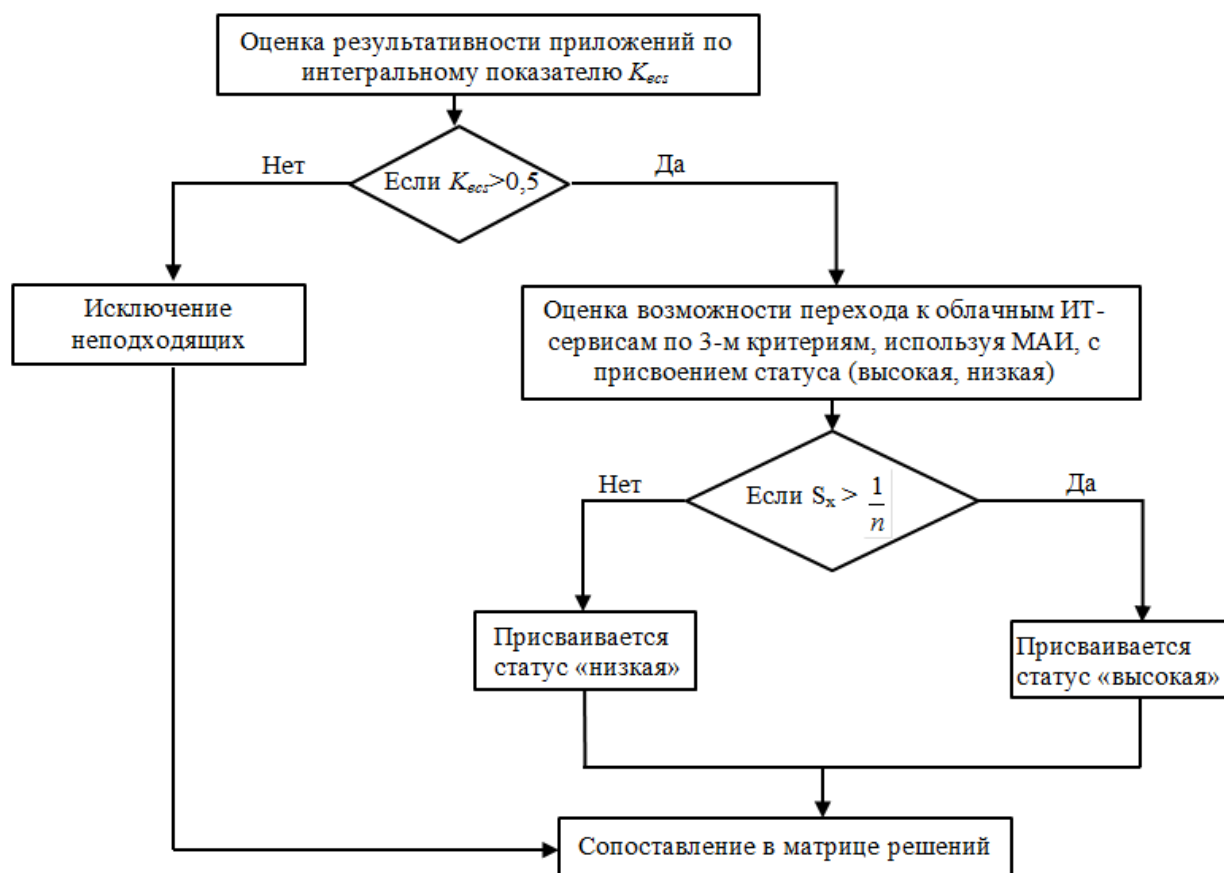 Оценка результативности приложений по
интегральному показателю Kecs
Нет
Да
Если Kecs>0,5
Исключение
неподходящих
Оценка возможности перехода к облачным ИТ-
сервисам по 3-м критериям, используя МАИ, с
присвоением статуса (высокая, низкая)
Нет
Да
Если Sx > 1/n
Присваивается
статус «низкая»
Присваивается
статус «высокая»
Сопоставление в матрице решений